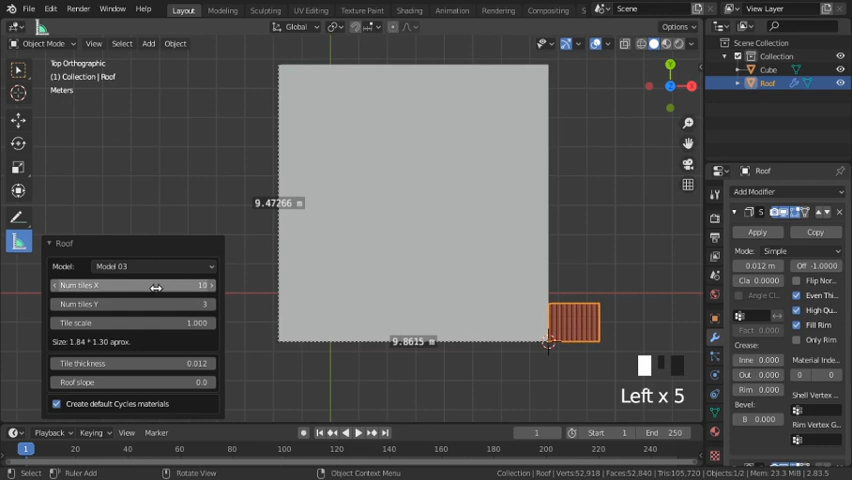 File Edit Render Window Help Layout Modeling Sculpting UV Editing Texture Paint Shading Animation Rendering Compositing Scene View Layer
Global Options
Object Mode View Select Add Object
Top Orthographic
(1) Collection | Roof
Meters
Y
Z
X
Scene Collection
Collection
Cube
Roof
9.47266 m
9.8615 m
Roof
Model: Model 03
Num tiles X 10
Num tiles Y 3
Tile scale 1.000
Size: 1.84 * 1.30 aprox.
Tile thickness 0.012
Roof slope 0.0
Create default Cycles materials
Left x 5
Roof
Add Modifier
S
Apply Copy
Mode: Simple
0.012 m Off -1.0000
Cla 0.0000 Flip Nor
Angle C Even Thi
High Qua
Fact 0.000 Fill Rim
Crease: Only Rim
Inne 0.000 Material Inde
Out 0.000 0 0
Rim 0.000 Shell Vertex
Bevel:
B 0.000 Rim Vertex G
Playback Keying View Marker 1 Start 1 End 250
1 20 40 60 80 100 120 140 160 180 200 220 240
Select Ruler Add Rotate View Object Context Menu Collection | Roof | Verts:52,918 | Faces:52,840 | Tris:105,720 | Objects:1/2 | Mem: 23.3 MiB | 2.83.5